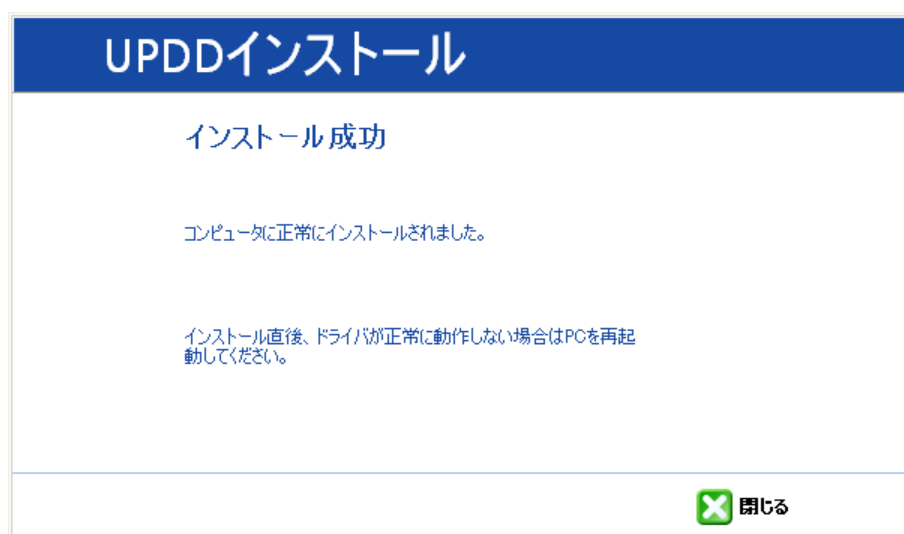 UPDDインストール
インストール成功
コンピュータに正常にインストールされました。
インストール直後、ドライバが正常に動作しない場合はPCを再起
動してください。
閉じる